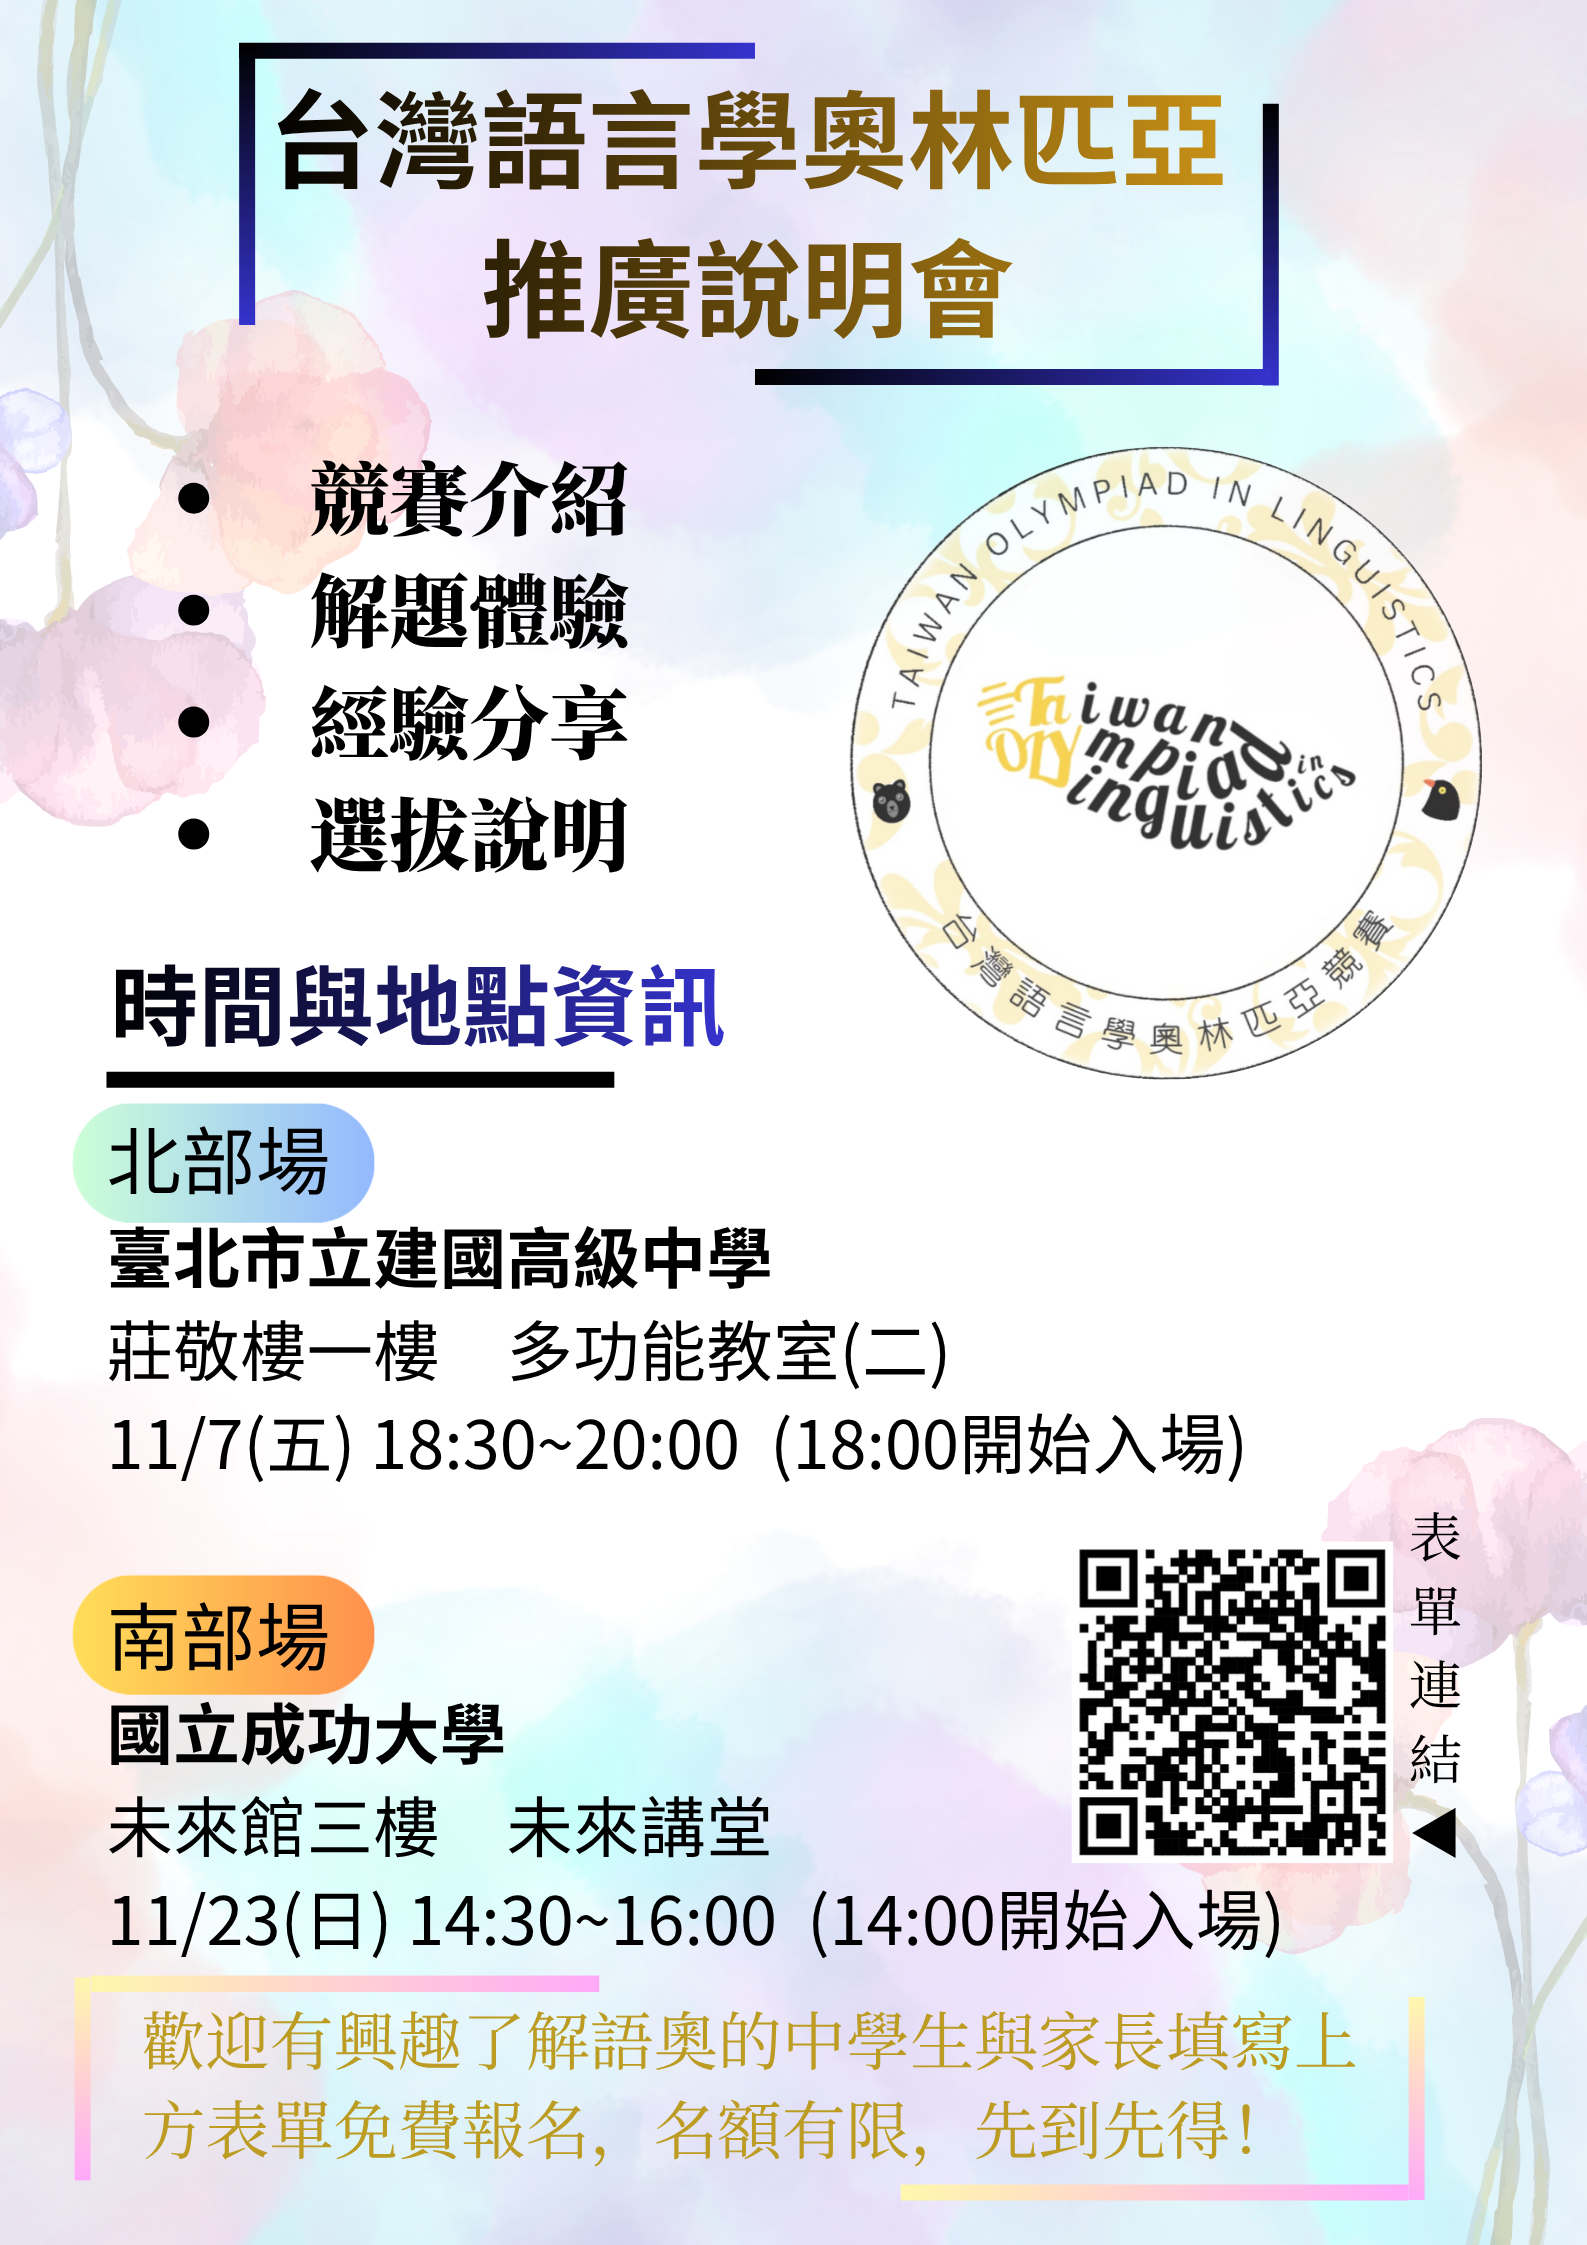 台灣語言學奧林匹亞
推廣說明會
• 競賽介紹
• 解題體驗
• 經驗分享
• 選拔說明
TAIWAN OLYMPIAD IN LINGUISTICS
Taiwan
OLYmpiad in
Linguistics
台灣語言學奧林匹亞競賽
時間與地點資訊
北部場
臺北市立建國高級中學
莊敬樓一樓　多功能教室(二)
11/7(五) 18:30~20:00 (18:00開始入場)
南部場
國立成功大學
未來館三樓　未來講堂
11/23(日) 14:30~16:00 (14:00開始入場)
表單連結◀
歡迎有興趣了解語奧的中學生與家長填寫上
方表單免費報名，名額有限，先到先得！